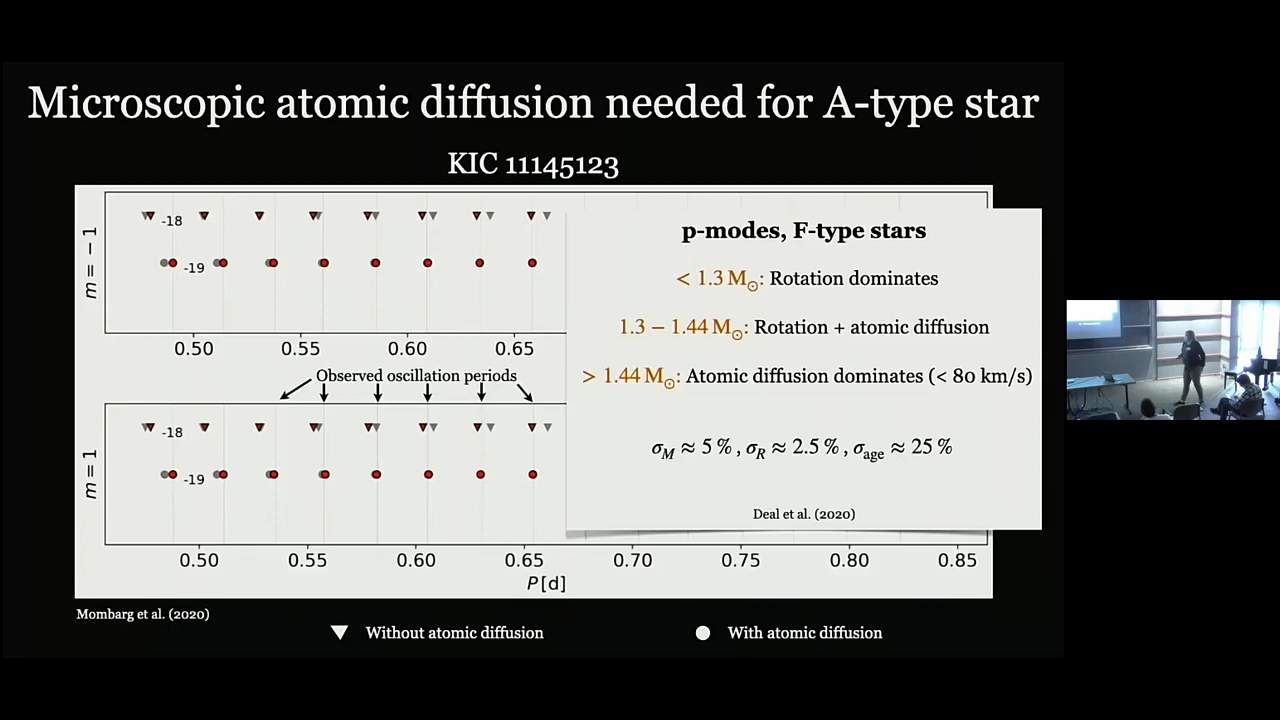 Microscopic atomic diffusion needed for A-type star
KIC 11145123
m = −1
-18
-19
0.50 0.55 0.60 0.65
Observed oscillation periods
m = 1
-18
-19
0.50 0.55 0.60 0.65 0.70 0.75 0.80 0.85
P [d]
p-modes, F-type stars
< 1.3 M⊙: Rotation dominates
1.3 − 1.44 M⊙: Rotation + atomic diffusion
> 1.44 M⊙: Atomic diffusion dominates (< 80 km/s)
σM ≈ 5 % , σR ≈ 2.5 % , σage ≈ 25 %
Deal et al. (2020)
Mombarg et al. (2020)
Without atomic diffusion
With atomic diffusion